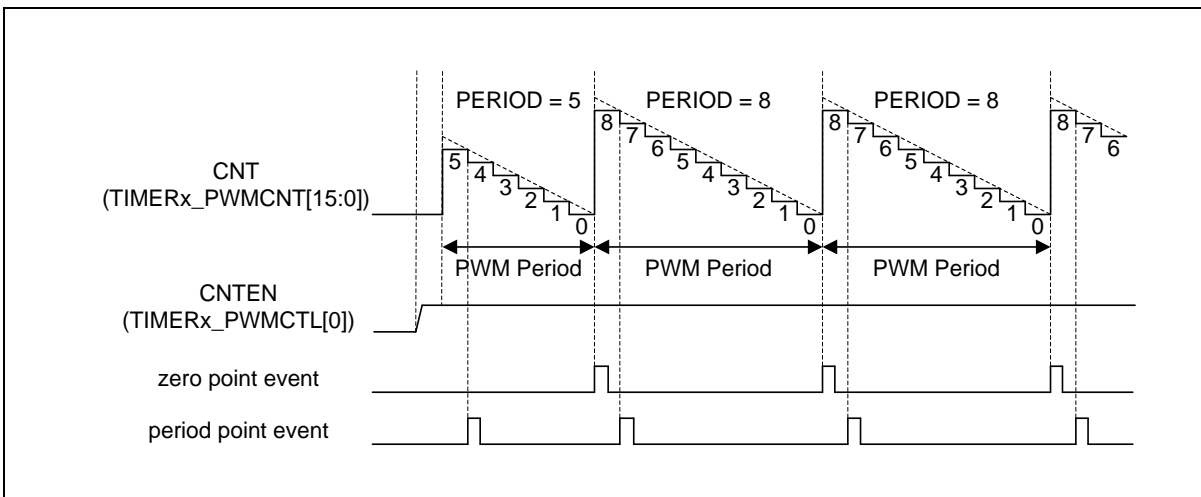 PERIOD = 5 PERIOD = 8 PERIOD = 8
8 7 6 5 4 3 2 1 0
8 7 6 5 4 3 2 1 0
8 7 6
5 4 3 2 1 0
CNT
(TIMERx_PWMCNT[15:0])
PWM Period PWM Period PWM Period
CNTEN
(TIMERx_PWMCTL[0])
zero point event
period point event